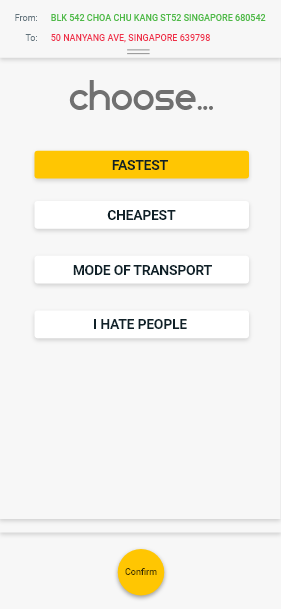 From: BLK 542 CHOA CHU KANG ST52 SINGAPORE 680542
To: 50 NANYANG AVE, SINGAPORE 639798
choose...
FASTEST
CHEAPEST
MODE OF TRANSPORT
I HATE PEOPLE
Confirm